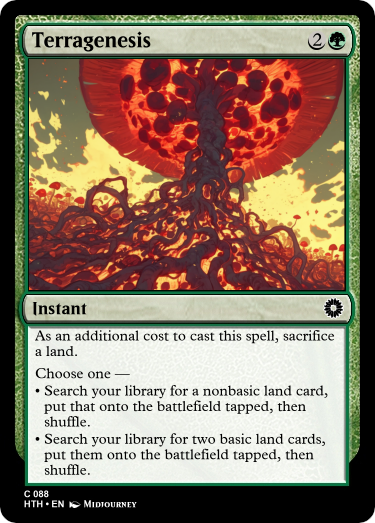 Terragenesis 2
Instant
As an additional cost to cast this spell, sacrifice
a land.
Choose one —
• Search your library for a nonbasic land card,
put that onto the battlefield tapped, then
shuffle.
• Search your library for two basic land cards,
put them onto the battlefield tapped, then
shuffle.
C 088
HTH • EN Midjourney